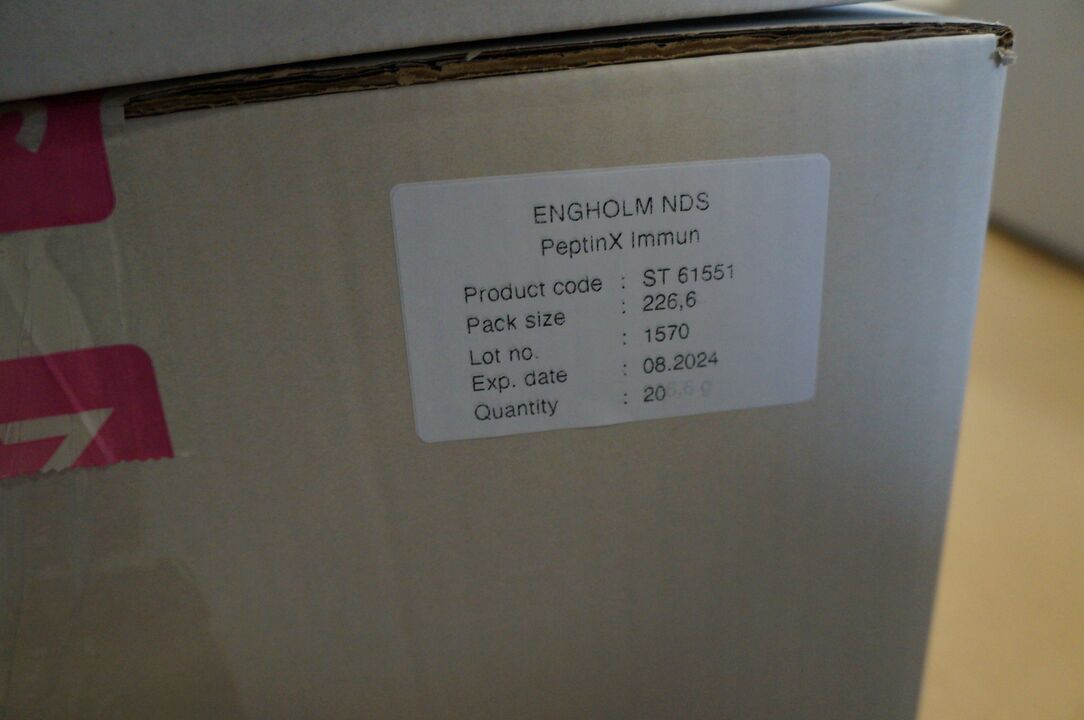 ENGHOLM NDS
PeptinX Immun
Product code : ST 61551
Pack size : 226,6
Lot no. : 1570
Exp. date : 08.2024
Quantity : 20